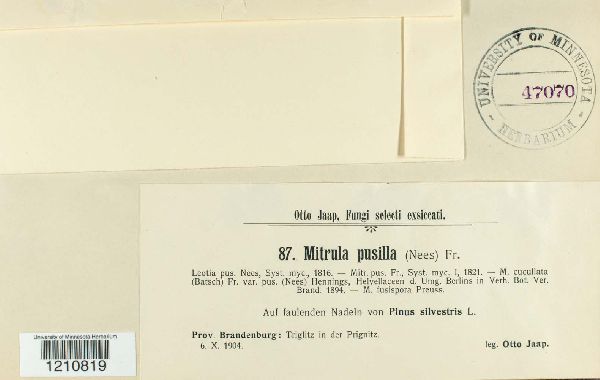 UNIVERSITY OF MINNESOTA
47070
- HERBARIUM -
Otto Jaap, Fungi selecti exsiccati.
87. Mitrula pusilla (Nees) Fr.
Leotia pus. Nees, Syst. myc., 1816. — Mitr. pus. Fr., Syst. myc. I, 1821. — M. cucullata
(Batsch) Fr. var. pus. (Nees) Hennings, Helvellaceen d. Umg. Berlins in Verh. Bot. Ver.
Brand. 1894. — M. fusispora Preuss.
Auf faulenden Nadeln von Pinus silvestris L.
Prov. Brandenburg: Triglitz in der Prignitz.
6. X. 1904. leg. Otto Jaap.
University of Minnesota Herbarium
1210819